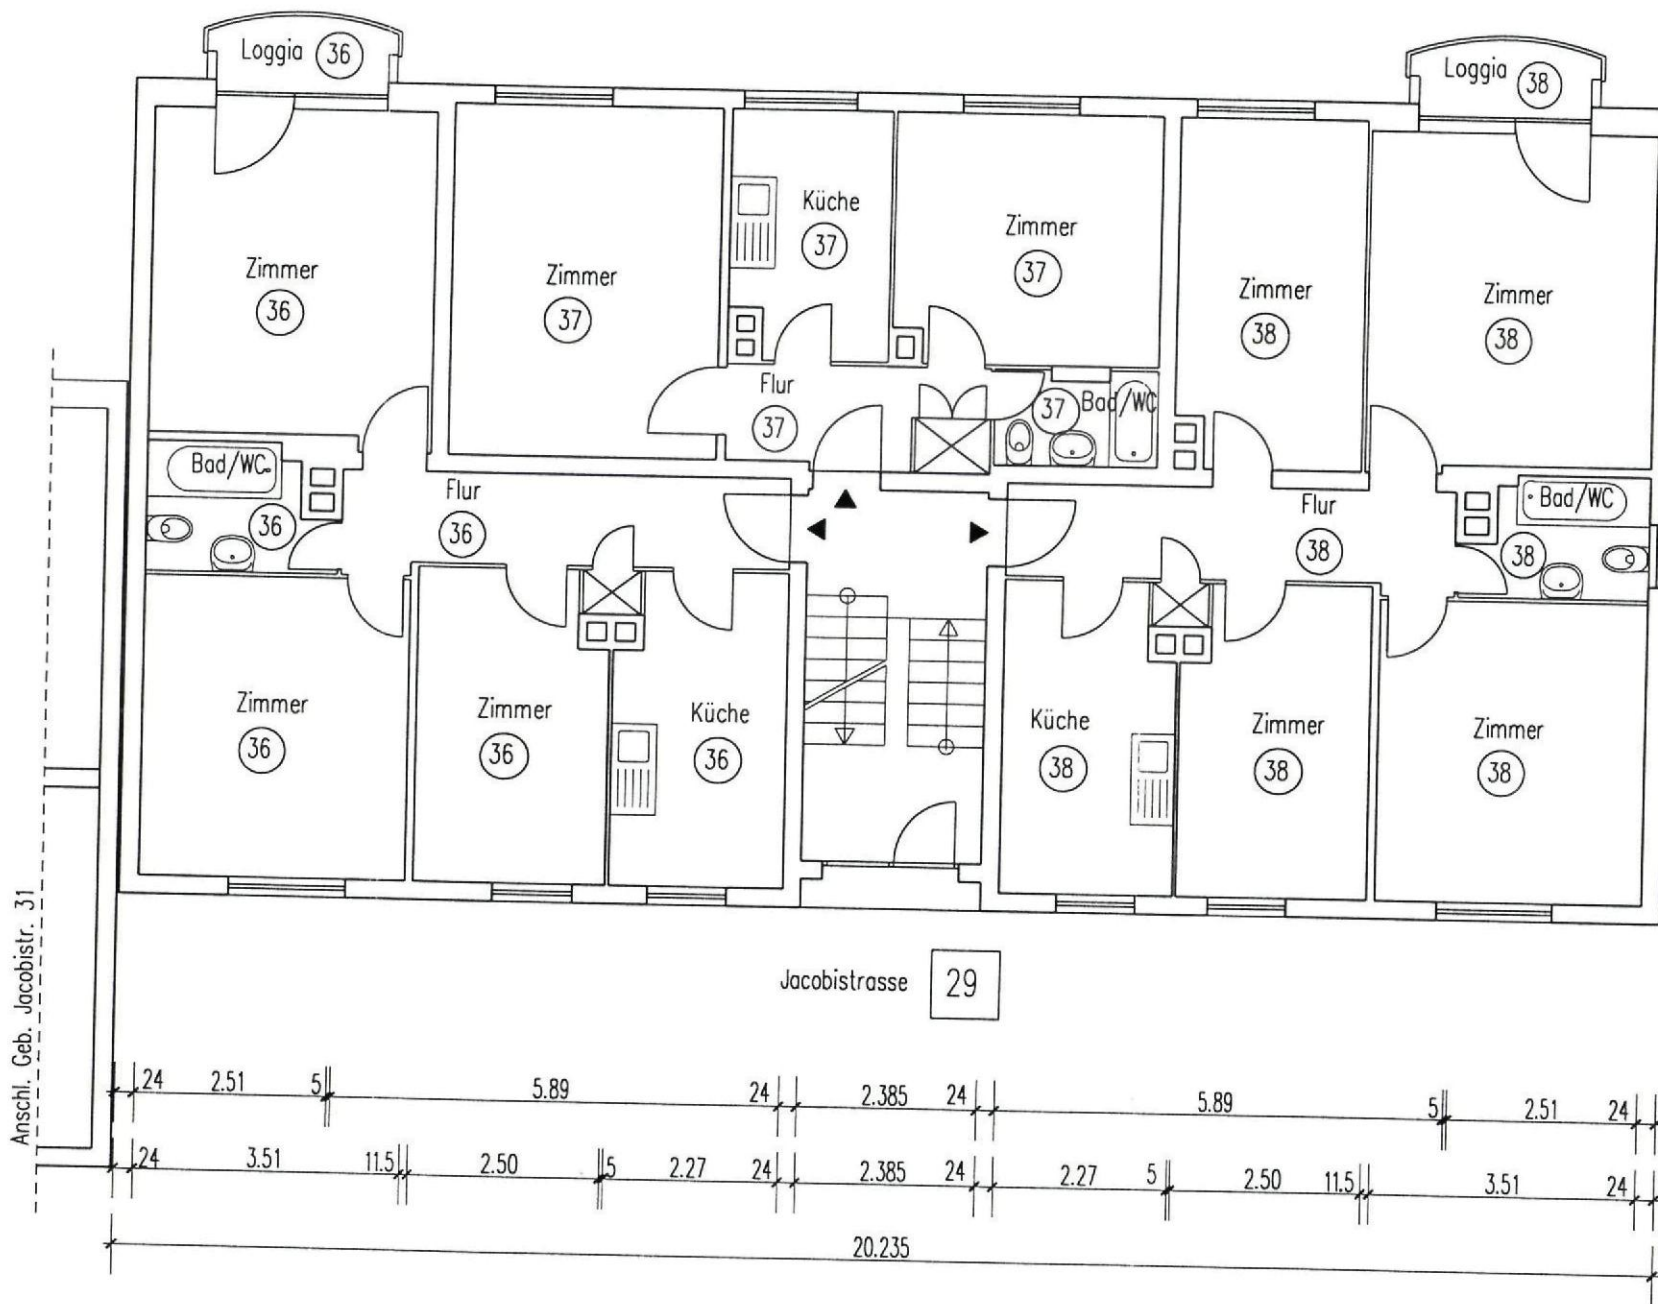 Loggia 36
Loggia 38
Zimmer
36
Zimmer
37
Küche
37
Zimmer
37
Zimmer
38
Zimmer
38
Flur
37
37 Bad/WC
Bad/WC
36
Flur
36
Flur
38
Bad/WC
38
Zimmer
36
Zimmer
36
Küche
36
Küche
38
Zimmer
38
Zimmer
38
Anschl. Geb. Jacobistr. 31
Jacobistrasse 29
24 2.51 5 5.89 24 2.385 24 5.89 5 2.51 24
24 3.51 11.5 2.50 5 2.27 24 2.385 24 2.27 5 2.50 11.5 3.51 24
20.235